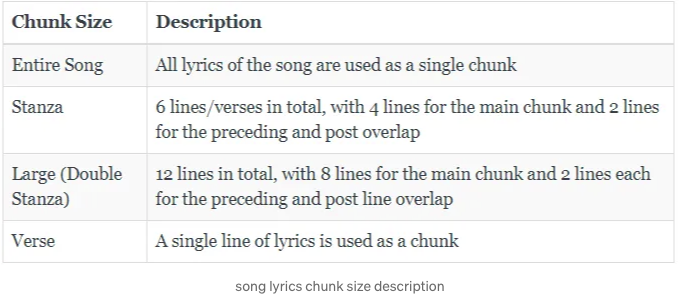 Chunk Size Description
Entire Song All lyrics of the song are used as a single chunk
Stanza 6 lines/verses in total, with 4 lines for the main chunk and 2 lines
for the preceding and post overlap
Large (Double 12 lines in total, with 8 lines for the main chunk and 2 lines each
Stanza) for the preceding and post line overlap
Verse A single line of lyrics is used as a chunk
song lyrics chunk size description